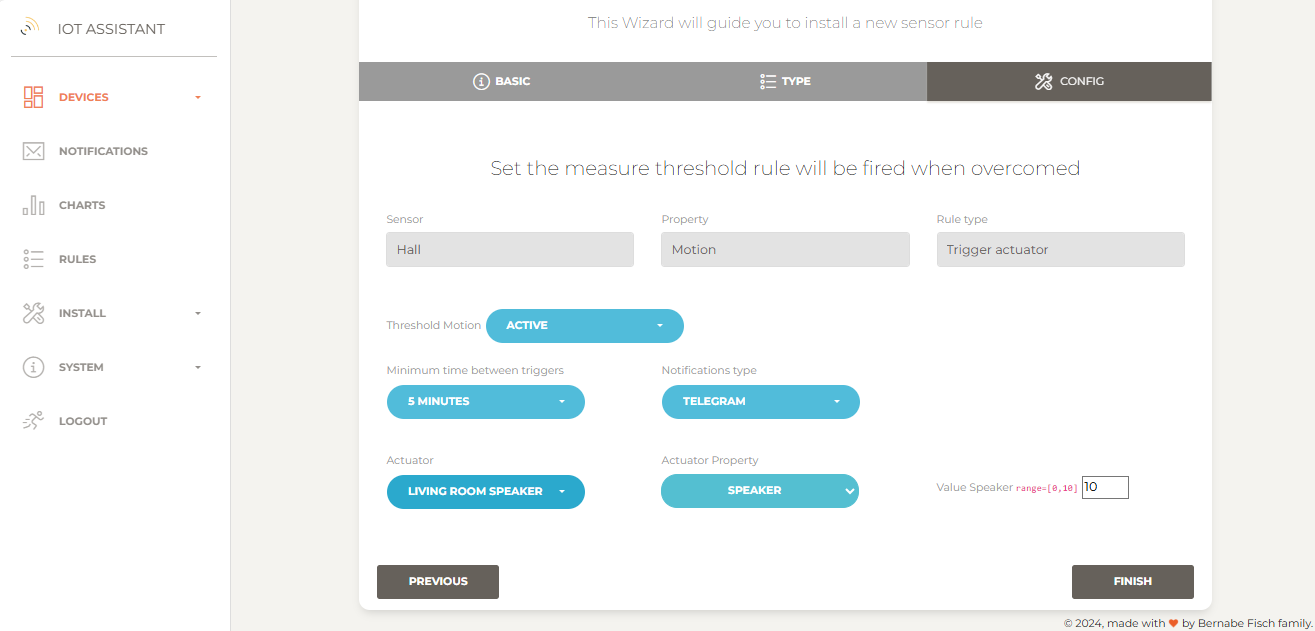 IOT ASSISTANT
DEVICES
NOTIFICATIONS
CHARTS
RULES
INSTALL
SYSTEM
LOGOUT
This Wizard will guide you to install a new sensor rule
BASIC
TYPE
CONFIG
Set the measure threshold rule will be fired when overcomed
Sensor Property Rule type
Hall Motion Trigger actuator
Threshold Motion ACTIVE
Minimum time between triggers Notifications type
5 MINUTES TELEGRAM
Actuator Actuator Property
LIVING ROOM SPEAKER SPEAKER Value Speaker range=[0,10] 10
PREVIOUS FINISH
© 2024, made with ♥ by Bernabe Fisch family.